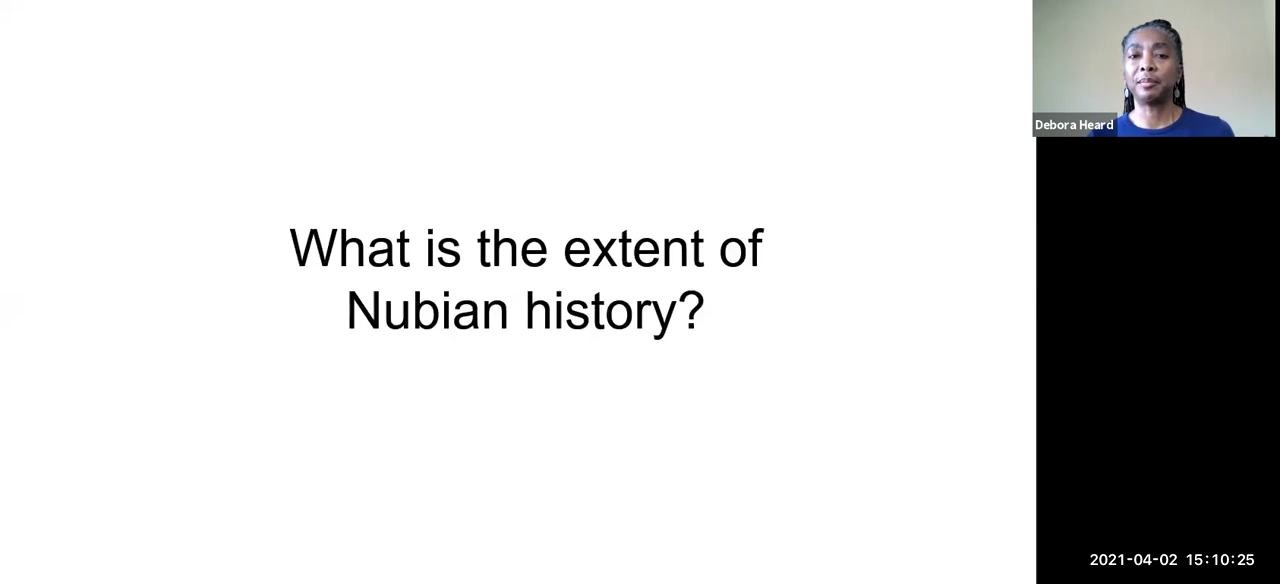 What is the extent of
Nubian history?
Debora Heard
2021-04-02 15:10:25